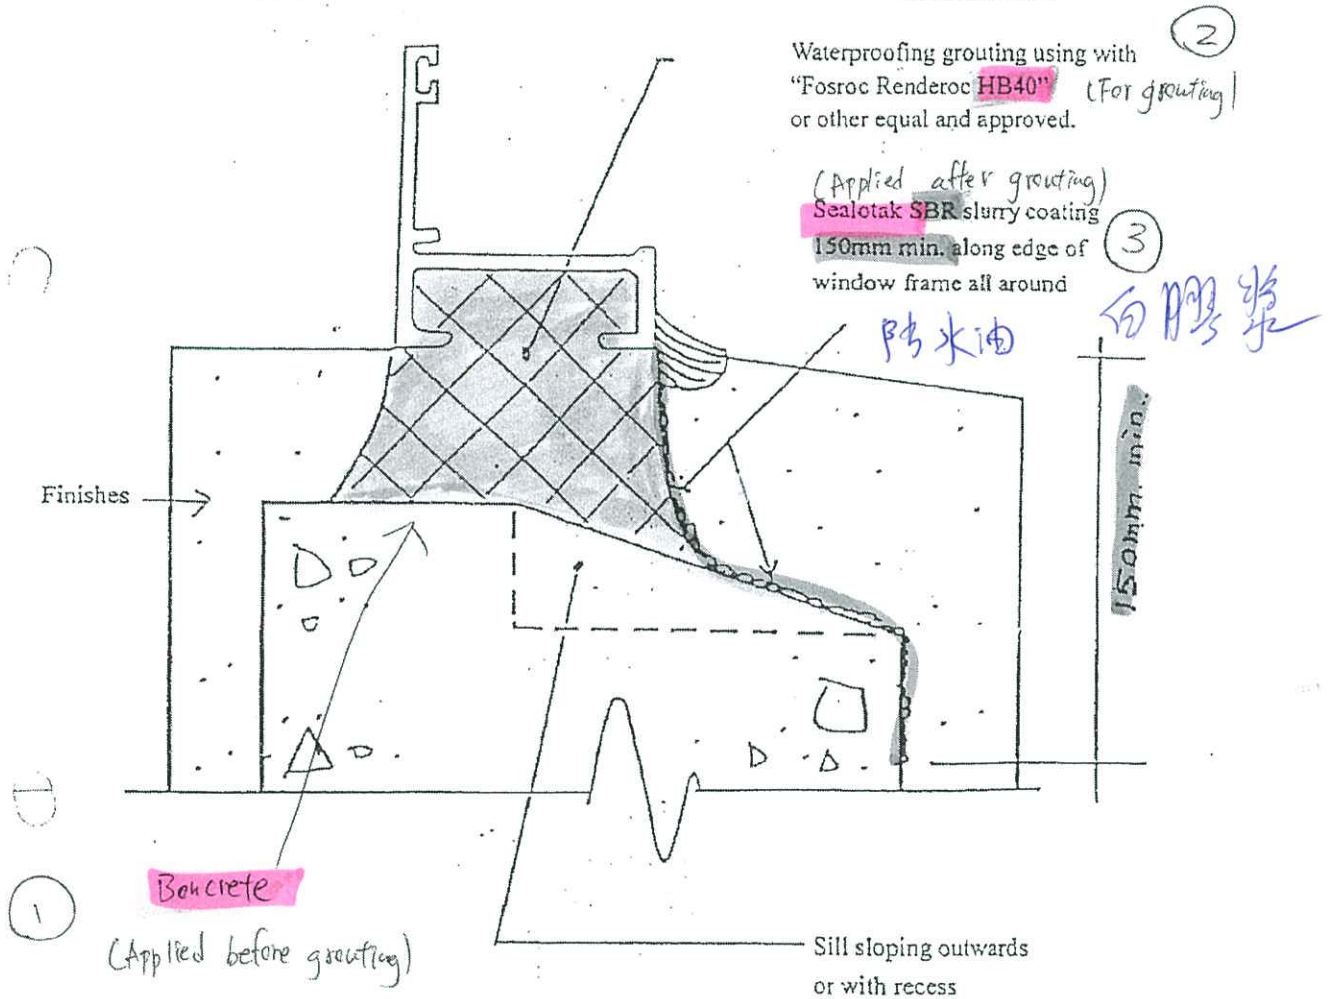 ②
Waterproofing grouting using with
“Fosroc Renderoc HB40” (For grouting)
or other equal and approved.
(Applied after grouting)
Sealotak SBR slurry coating
150mm min. along edge of
window frame all around
③
防水油
白膠漿
150mm. min..
Finishes
Boncrete
①
(Applied before grouting)
Sill sloping outwards
or with recess